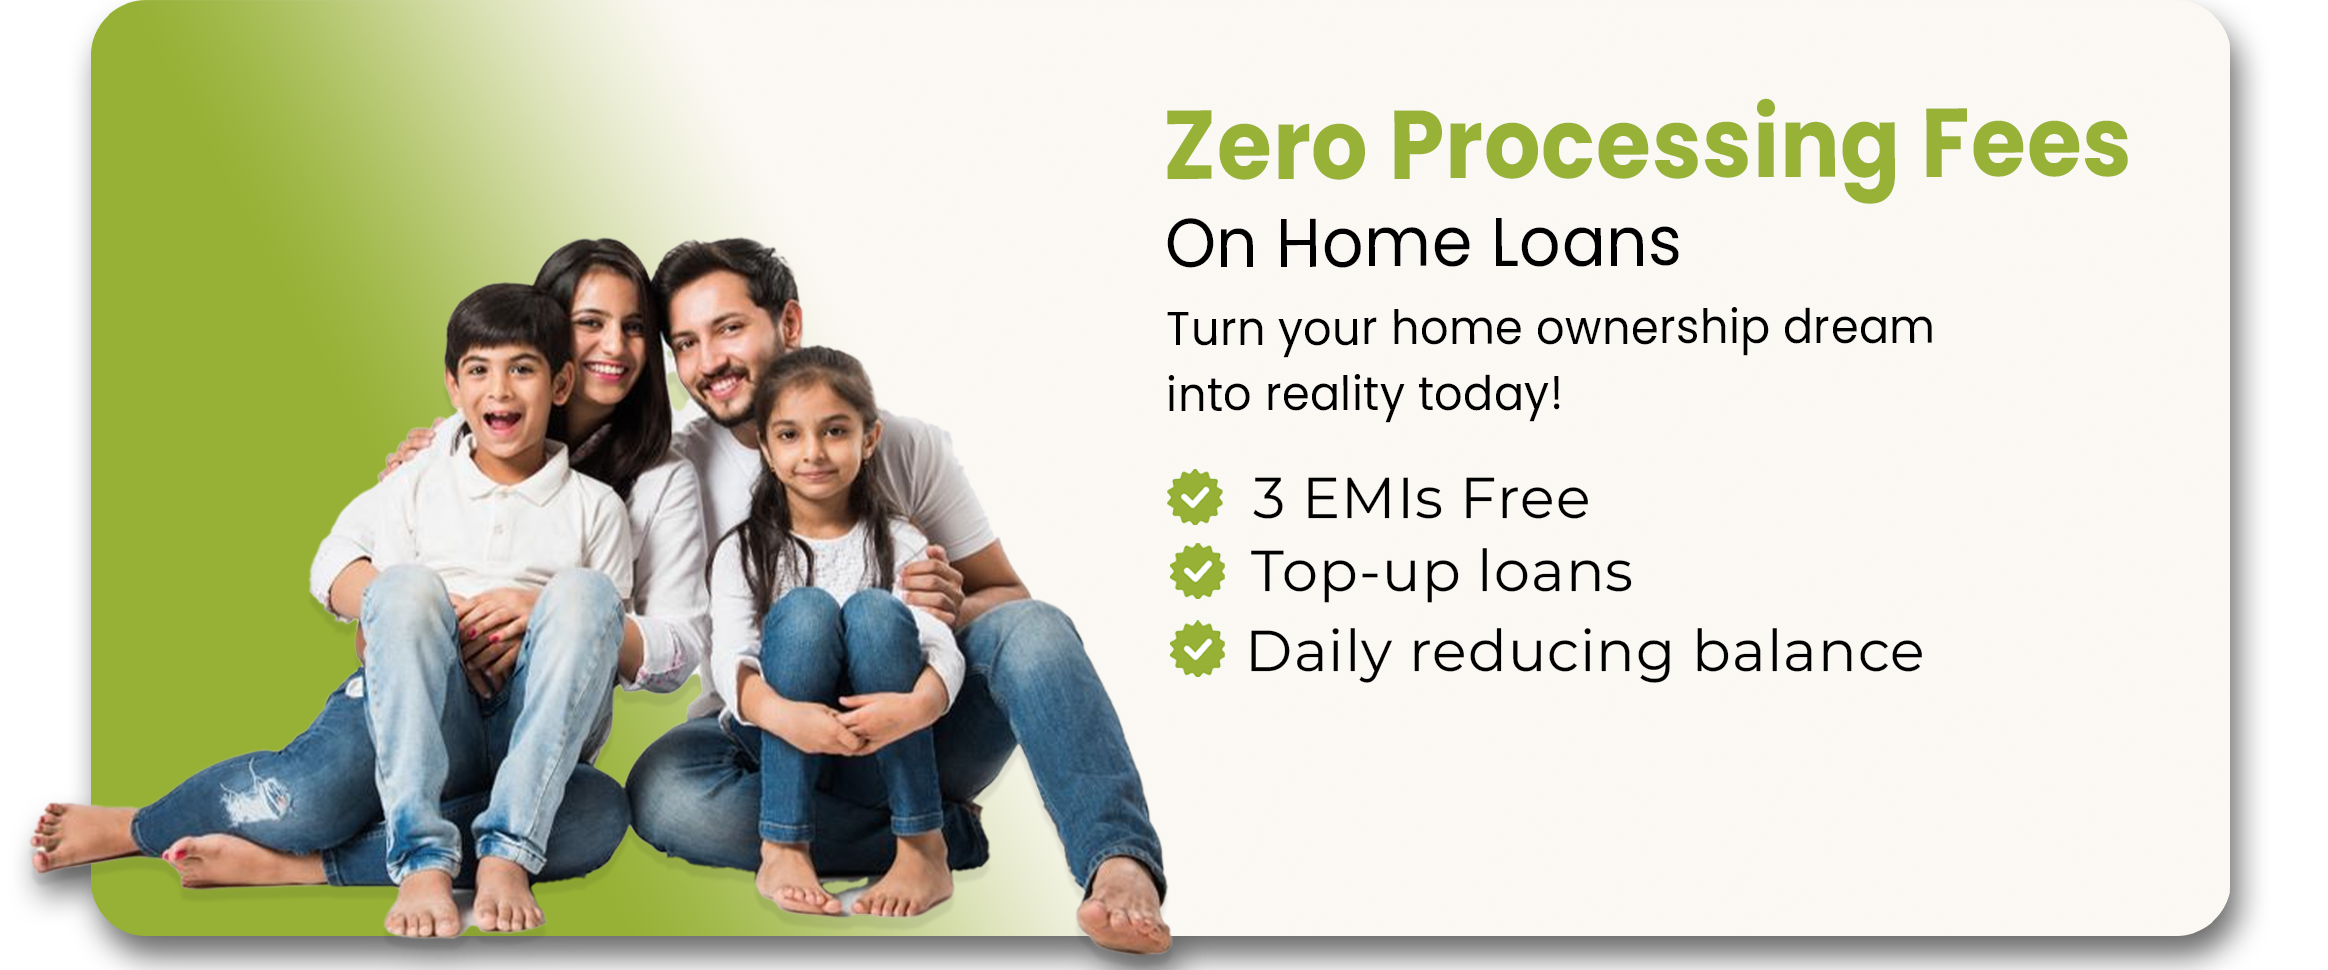 Zero Processing Fees
On Home Loans
Turn your home ownership dream
into reality today!
3 EMIs Free
Top-up loans
Daily reducing balance